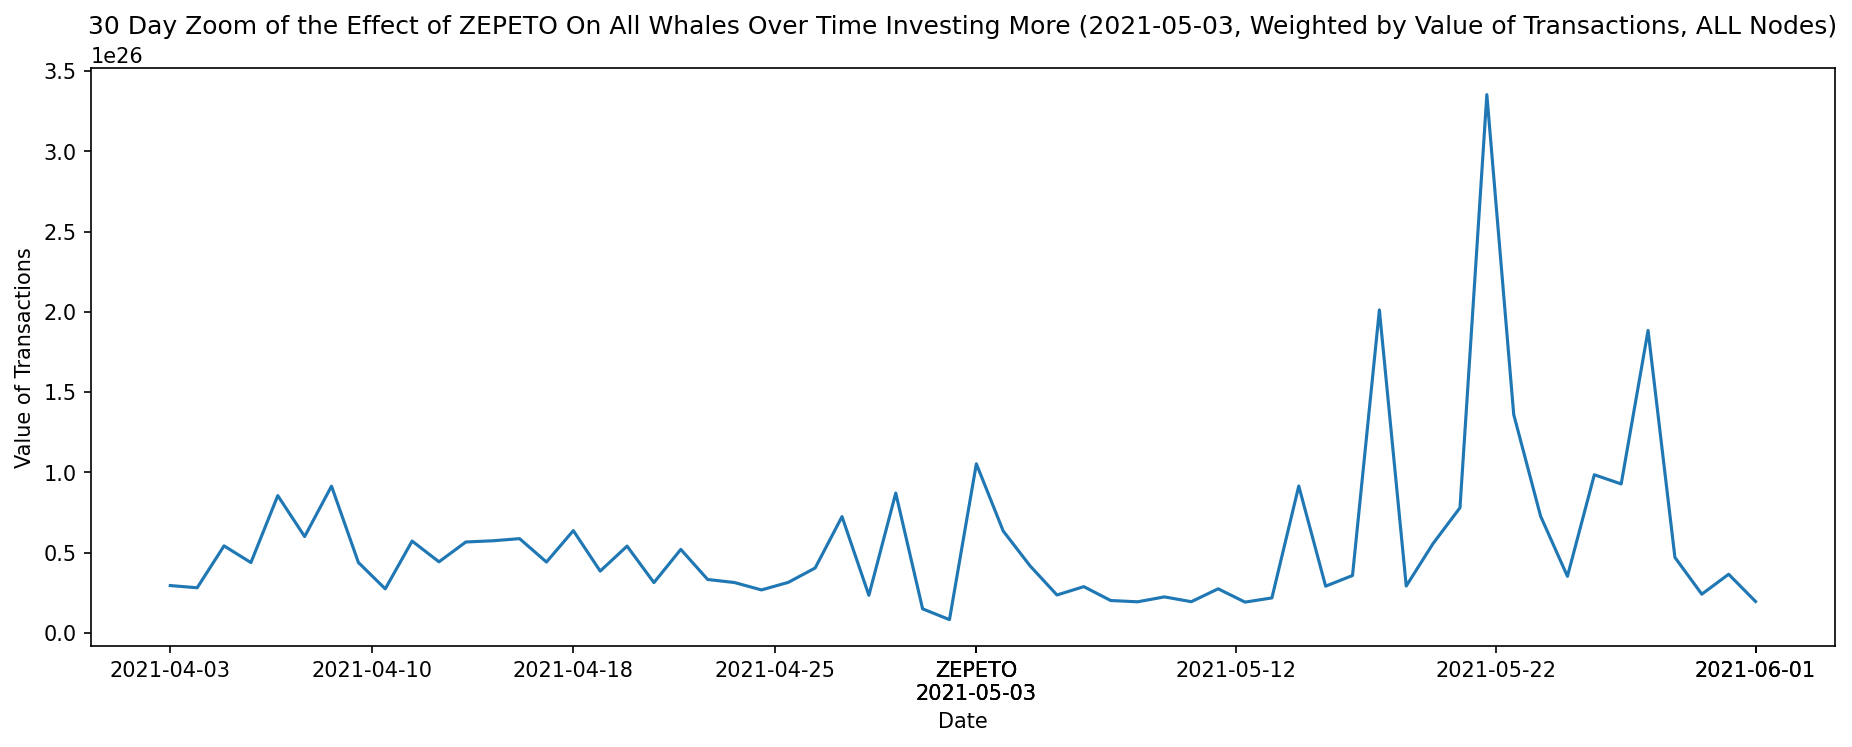 30 Day Zoom of the Effect of ZEPETO On All Whales Over Time Investing More (2021-05-03, Weighted by Value of Transactions, ALL Nodes)
1e26
3.5
3.0
2.5
2.0
1.5
1.0
0.5
0.0
Value of Transactions
2021-04-03 2021-04-10 2021-04-18 2021-04-25 ZEPETO 2021-05-12 2021-05-22 2021-06-01
2021-05-03
Date